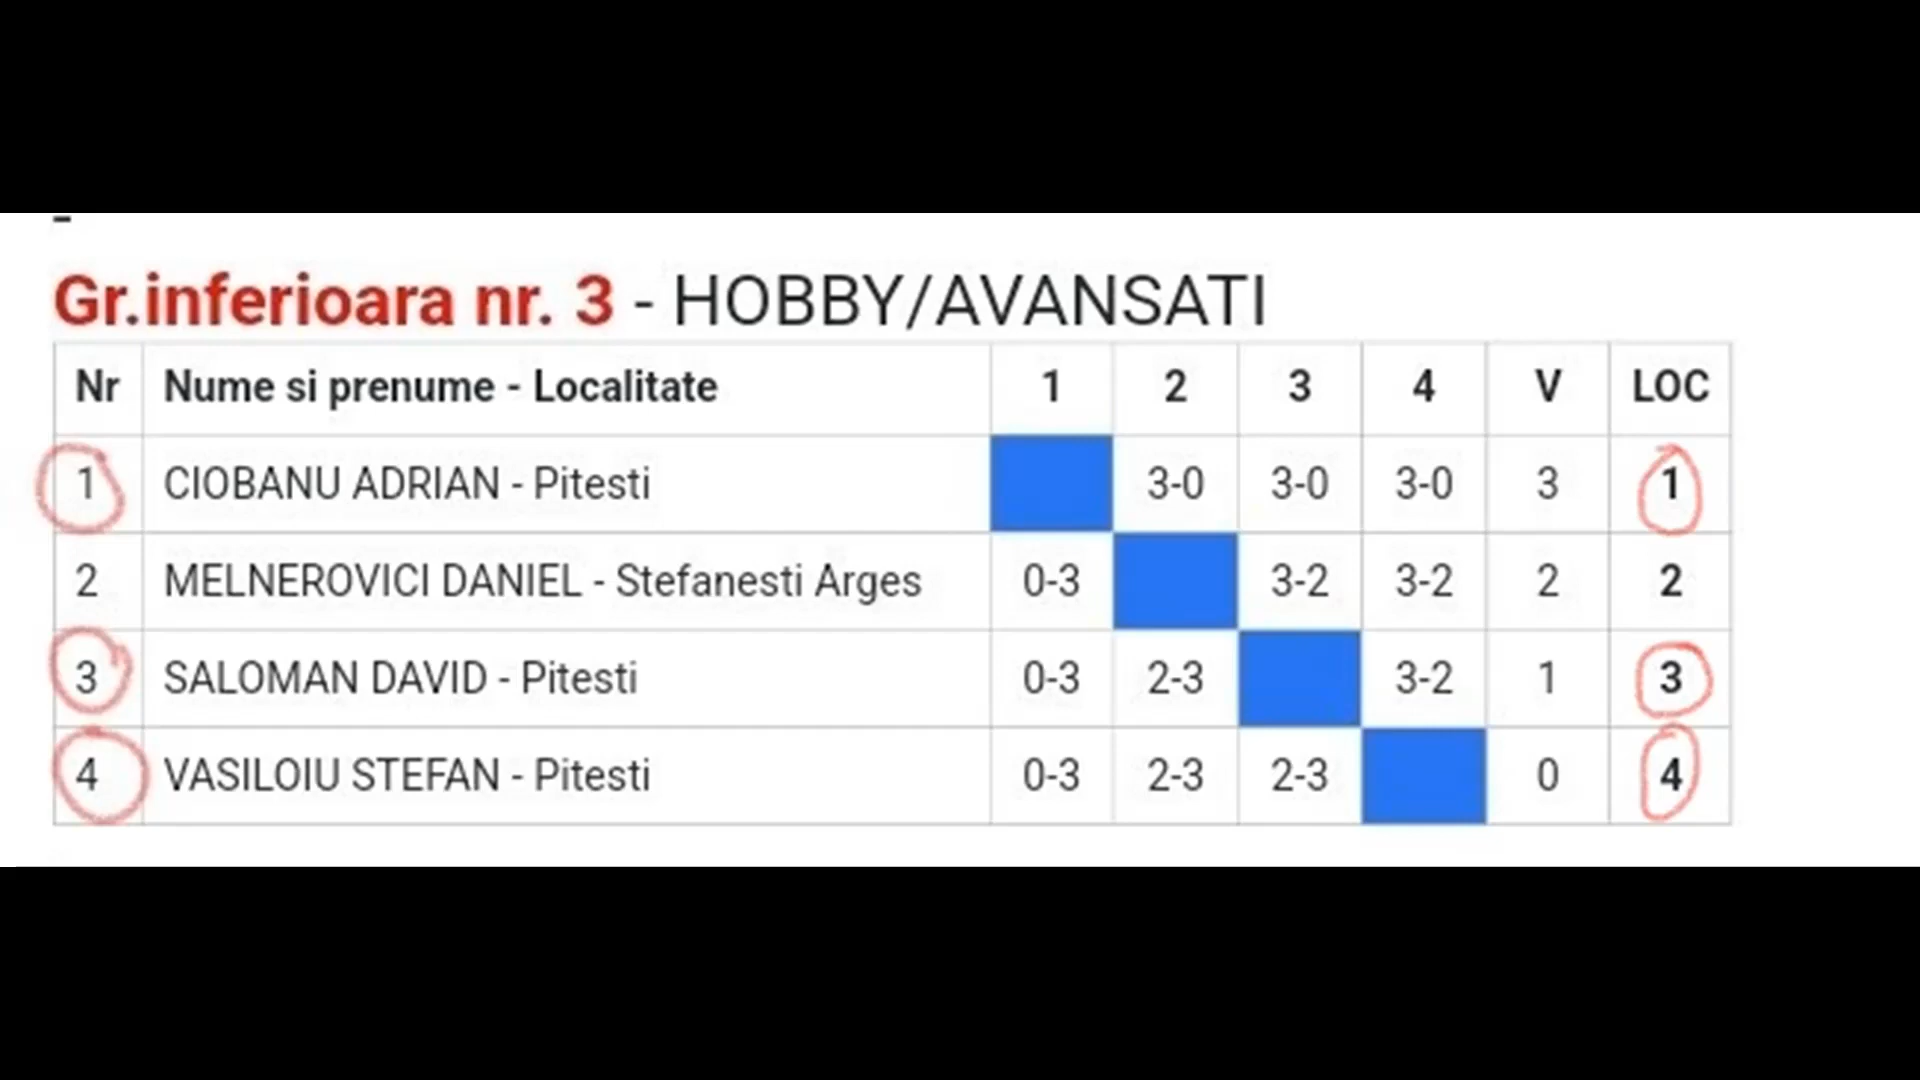 Gr.inferioara nr. 3 - HOBBY/AVANSATI
Nr Nume si prenume - Localitate 1 2 3 4 V LOC
1 CIOBANU ADRIAN - Pitesti 3-0 3-0 3-0 3 1
2 MELNEROVICI DANIEL - Stefanesti Arges 0-3 3-2 3-2 2 2
3 SALOMAN DAVID - Pitesti 0-3 2-3 3-2 1 3
4 VASILOIU STEFAN - Pitesti 0-3 2-3 2-3 0 4